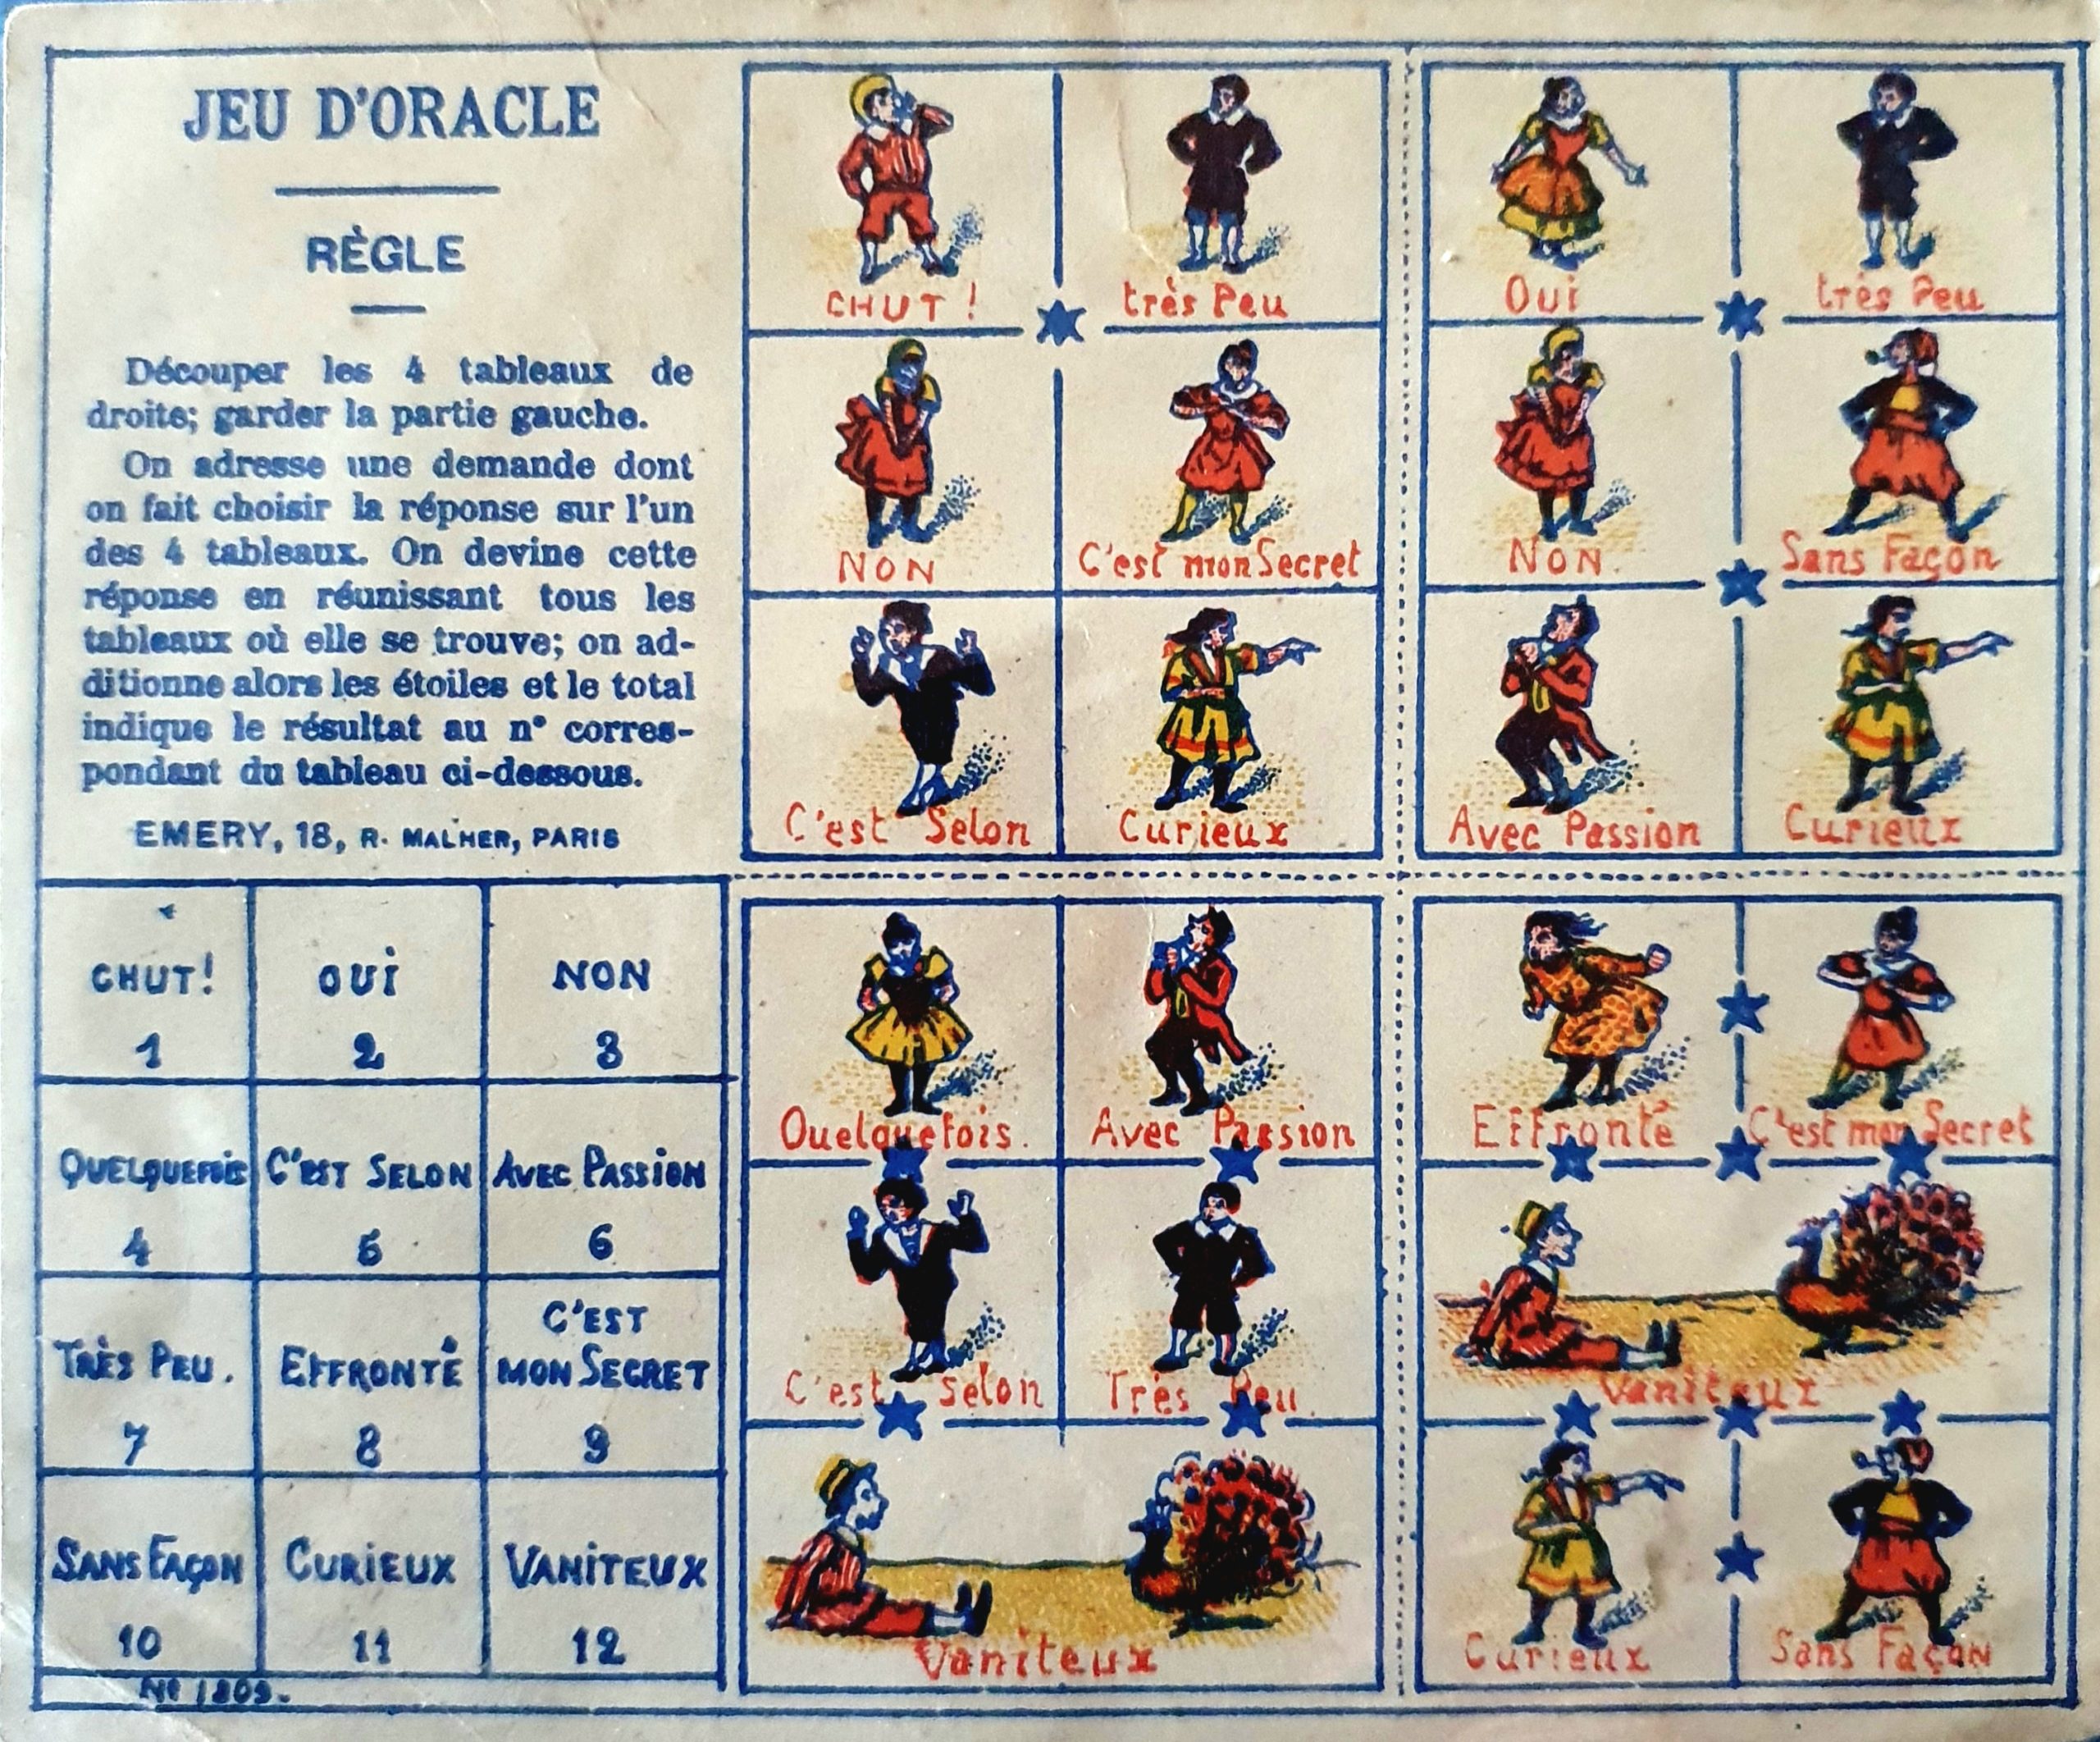 JEU D'ORACLE
RÈGLE
Découper les 4 tableaux de
droite; garder la partie gauche.
On adresse une demande dont
on fait choisir la réponse sur l'un
des 4 tableaux. On devine cette
réponse en réunissant tous les
tableaux où elle se trouve; on ad-
ditionne alors les étoiles et le total
indique le résultat au n° corres-
pondant du tableau ci-dessous.
EMERY, 18, R. MALHER, PARIS
CHUT! OUI NON
1 2 3
QUELQUEFOIS C'EST SELON AVEC PASSION
4 5 6
TRÈS PEU. EFFRONTÉ C'EST
MON SECRET
7 8 9
SANS FAÇON CURIEUX VANITEUX
10 11 12
No 1809.
CHUT! très Peu
NON C'est mon Secret
C'est Selon Curieux
Oui très Peu
NON. Sans Façon
Avec Passion Curieux
Quelquefois. Avec Passion
C'est selon Très Peu.
Vaniteux
Effronté C'est mon Secret
Vaniteux
Curieux Sans Façon